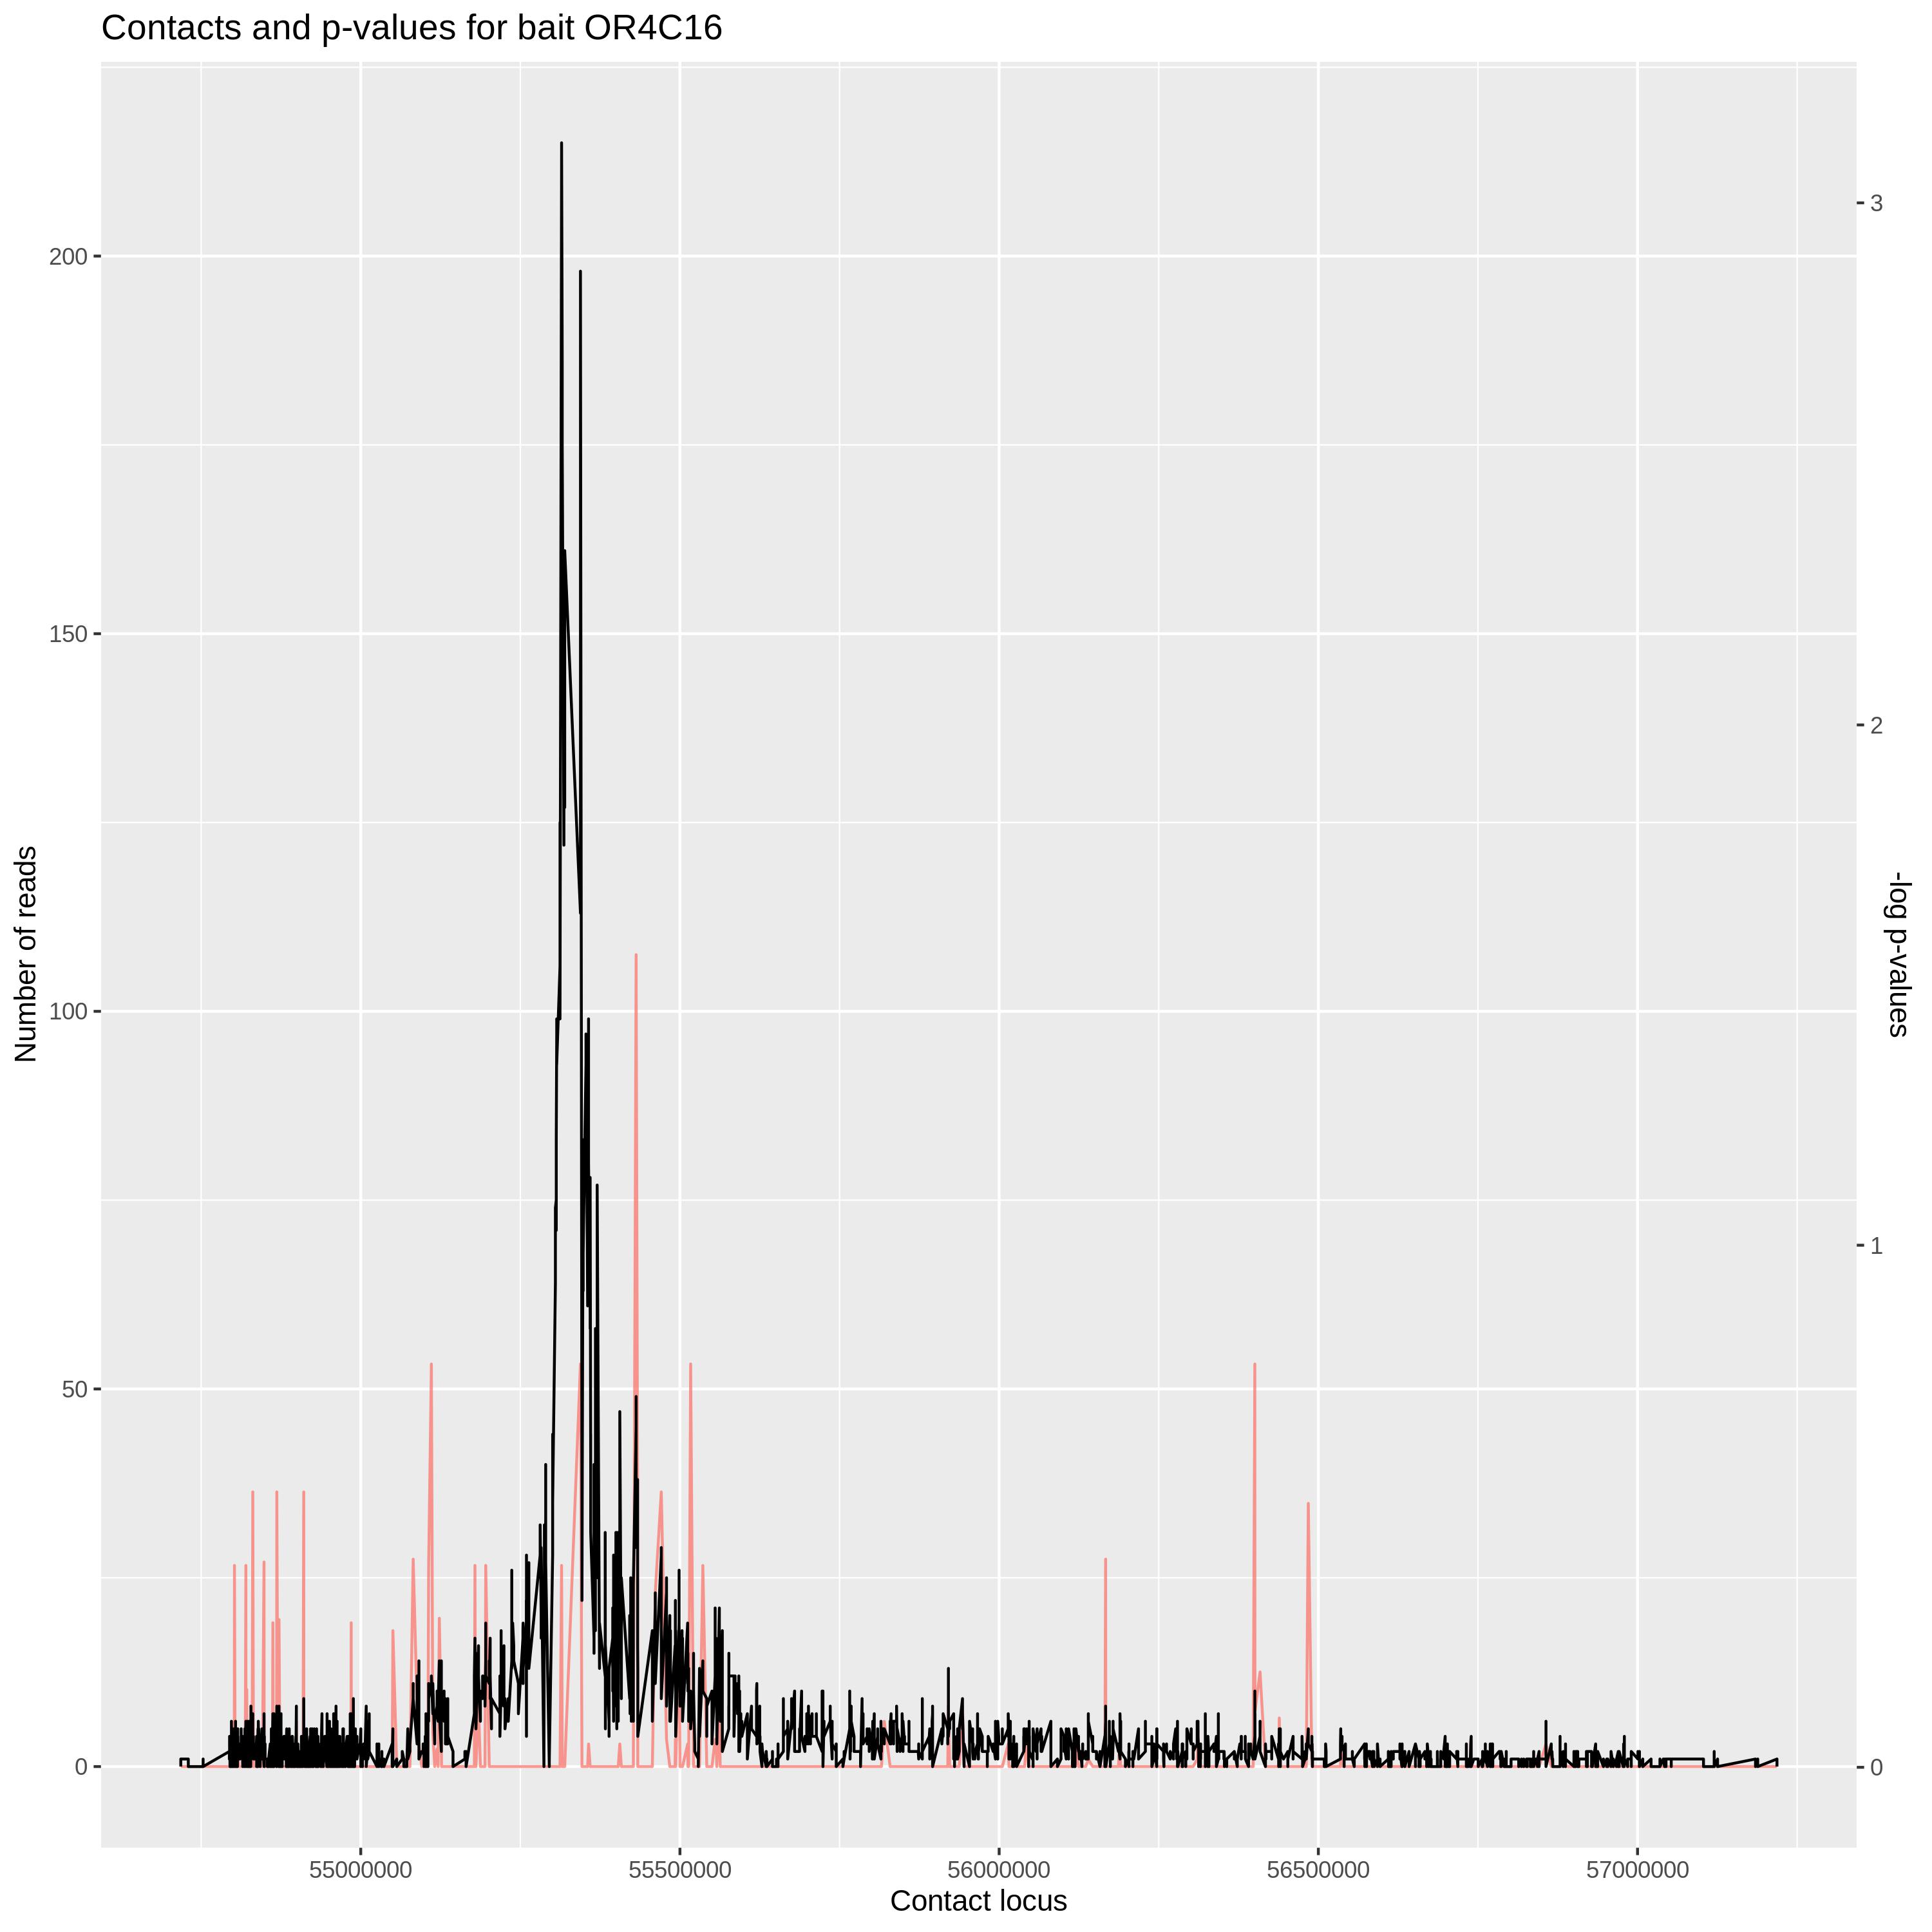 Contacts and p-values for bait OR4C16
Number of reads
200
150
100
50
0
3
2
1
0
-log p-values
55000000 55500000 56000000 56500000 57000000
Contact locus